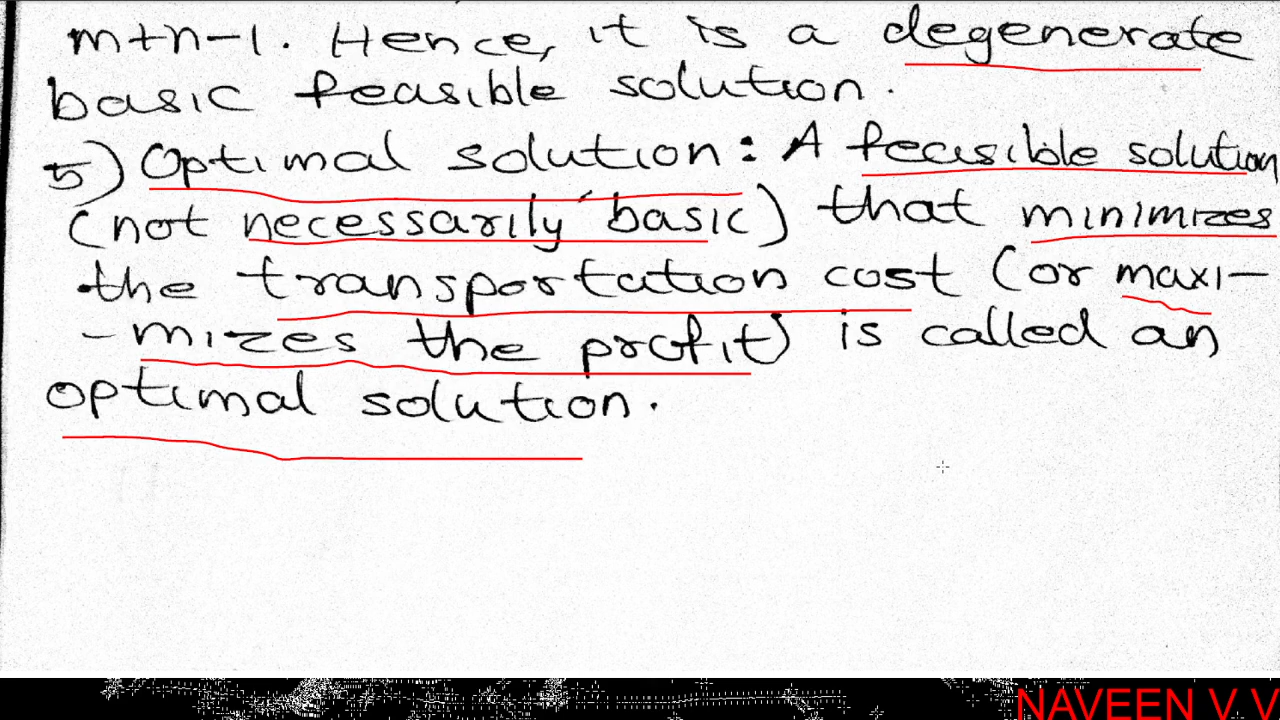 m+n-1. Hence, it is a degenerate
basic feasible solution.
5) Optimal solution: A feasible solution
(not necessarily basic) that minimizes
the transportation cost (or maxi-
-mizes the profit) is called an
optimal solution.
NAVEEN V V